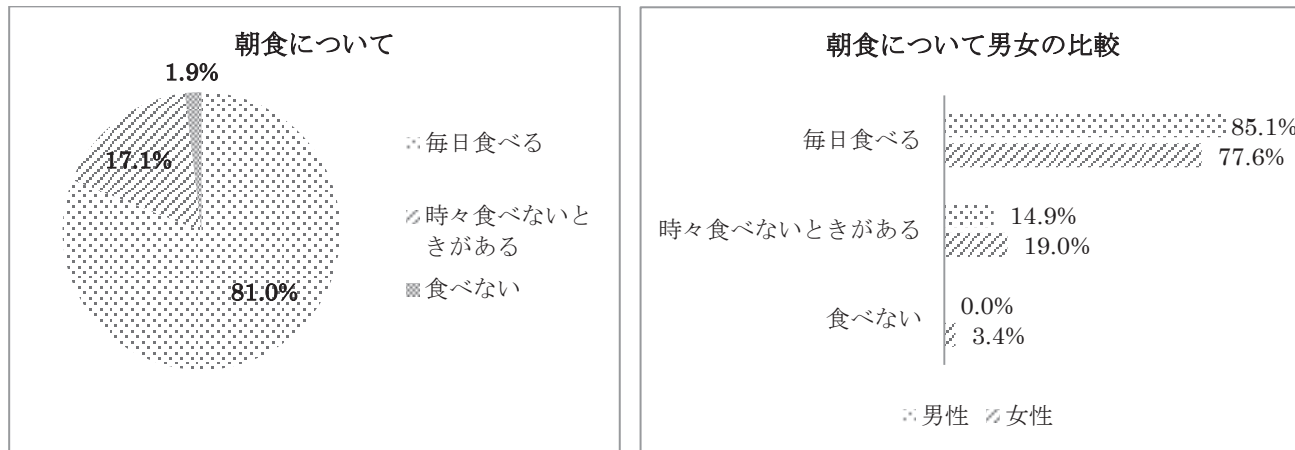 朝食について
1.9%
17.1%
81.0%
毎日食べる
時々食べないと
きがある
食べない
朝食について男女の比較
毎日食べる
85.1%
77.6%
時々食べないときがある
14.9%
19.0%
食べない
0.0%
3.4%
男性 女性